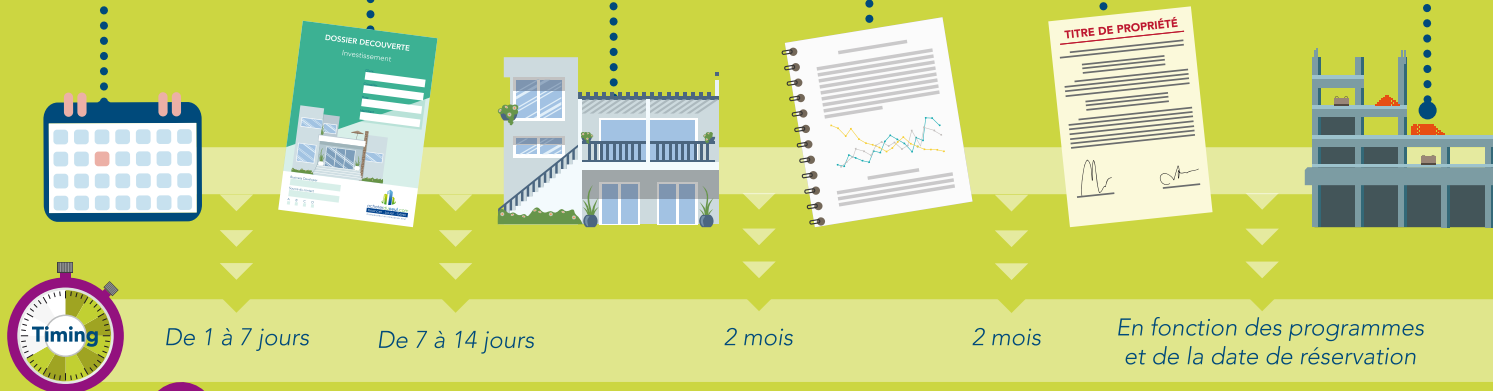 DOSSIER DECOUVERTE
Investissement
TITRE DE PROPRIÉTÉ
Timing
De 1 à 7 jours
De 7 à 14 jours
2 mois
2 mois
En fonction des programmes
et de la date de réservation